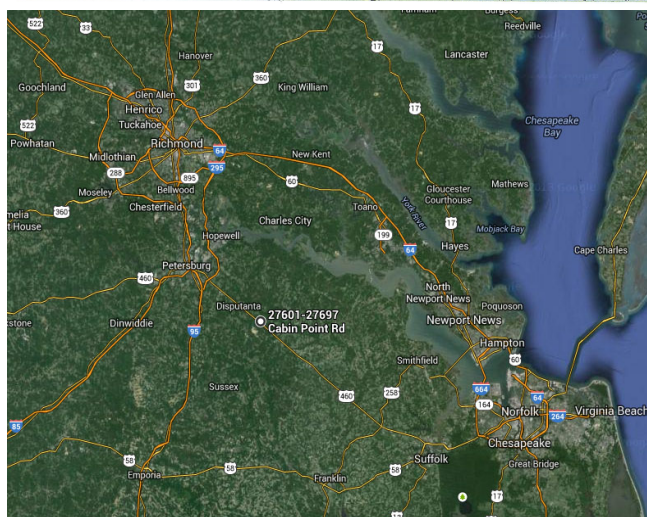 Reedville
522
33
Hanover
17
Lancaster
360
301
Goochland
Glen Allen
King William
Henrico
Tuckahoe
17
Chesapeake
Bay
522
Powhatan
Richmond
64
New Kent
Midlothian
295
288
895
60
Mathews
Moseley
Bellwood
Gloucester
Courthouse
York River
360
Chesterfield
Toano
Charles City
17
Mobjack Bay
199
Hopewell
64
Hayes
Cape Charles
Petersburg
460
North
Newport News
Disputanta
27601-27697
Cabin Point Rd
Poquoson
Dinwiddie
95
Newport News
Hampton
Smithfield
60
Sussex
460
258
664
64
164
Norfolk
264
Virginia Beach
85
Chesapeake
58
58
Suffolk
Great Bridge
Emporia
Franklin
58
17